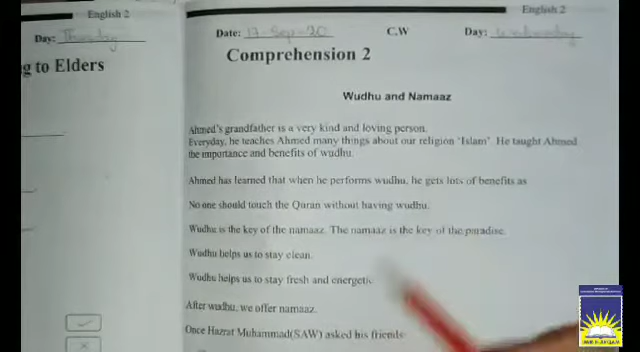 English 2
English 2
Day: Thursday
Date: 17-Sep-20 C.W Day:
g to Elders
Comprehension 2
Wudhu and Namaaz
Ahmed's grandfather is a very kind and loving person.
Everyday, he teaches Ahmed many things about our religion "Islam". He taught Ahmed
the importance and benefits of wudhu.
Ahmed has learned that when he performs wudhu, he gets lots of benefits as
No one should touch the Quran without having wudhu.
Wudhu is the key of the namaaz. The namaaz is the key of the paradise.
Wudhu helps us to stay clean.
Wudhu helps us to stay fresh and energetic
After wudhu, we offer namaaz.
Once Hazrat Muhammad(SAW) asked his friends